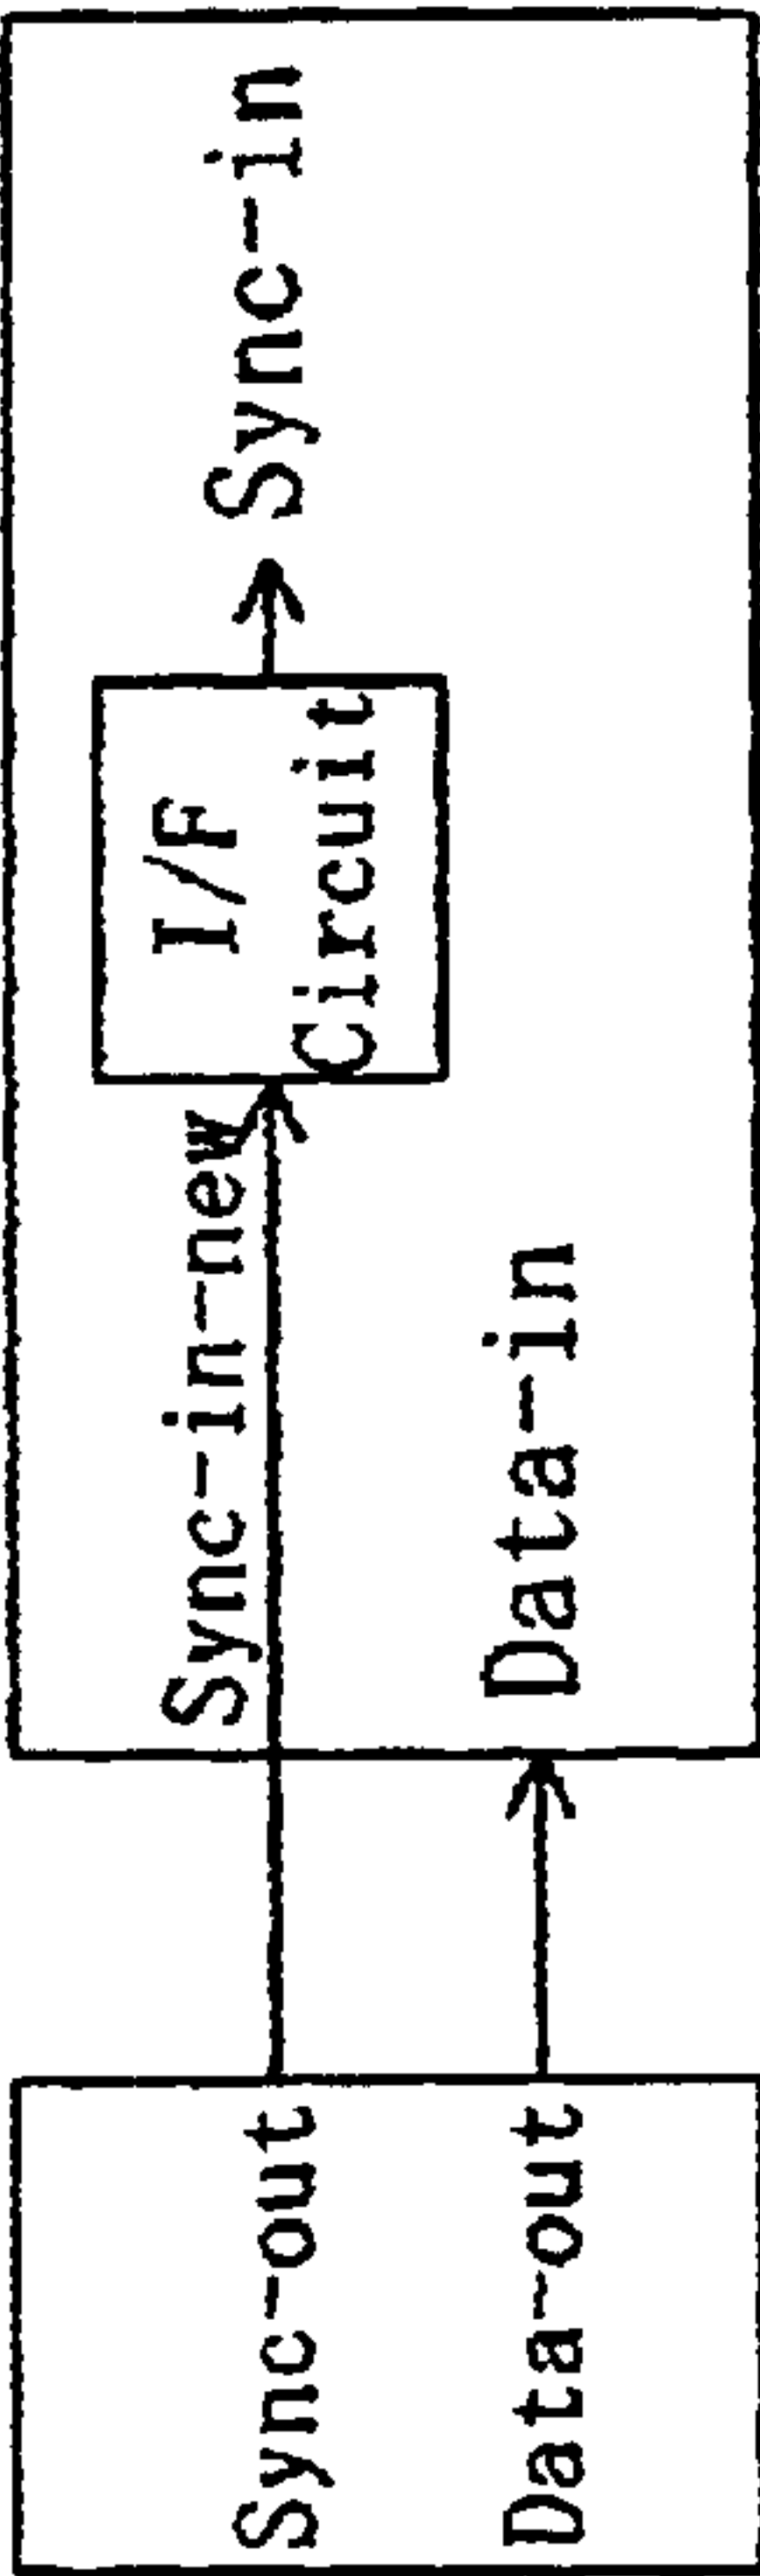 Sync-out
Data-out
Sync-in-new
Data-in
I/F
Circuit
Sync-in